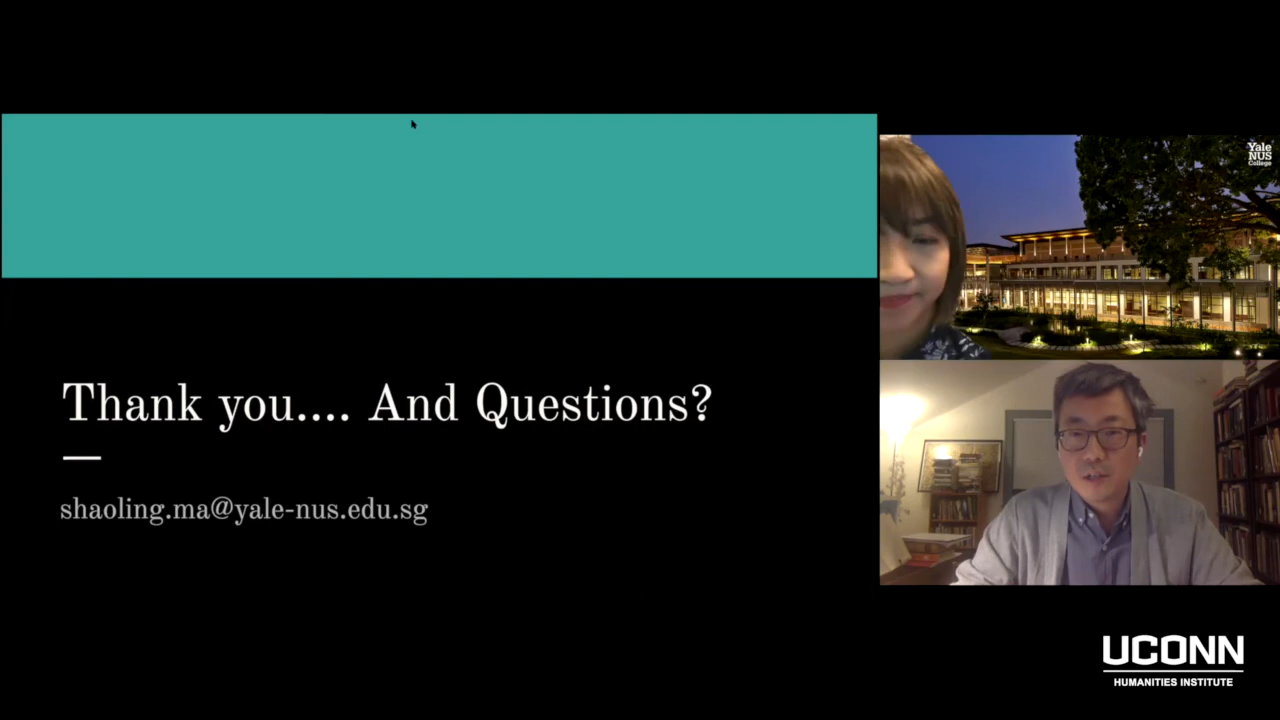 Thank you.... And Questions?
shaoling.ma@yale-nus.edu.sg
Yale
NUS
College
UCONN
HUMANITIES INSTITUTE